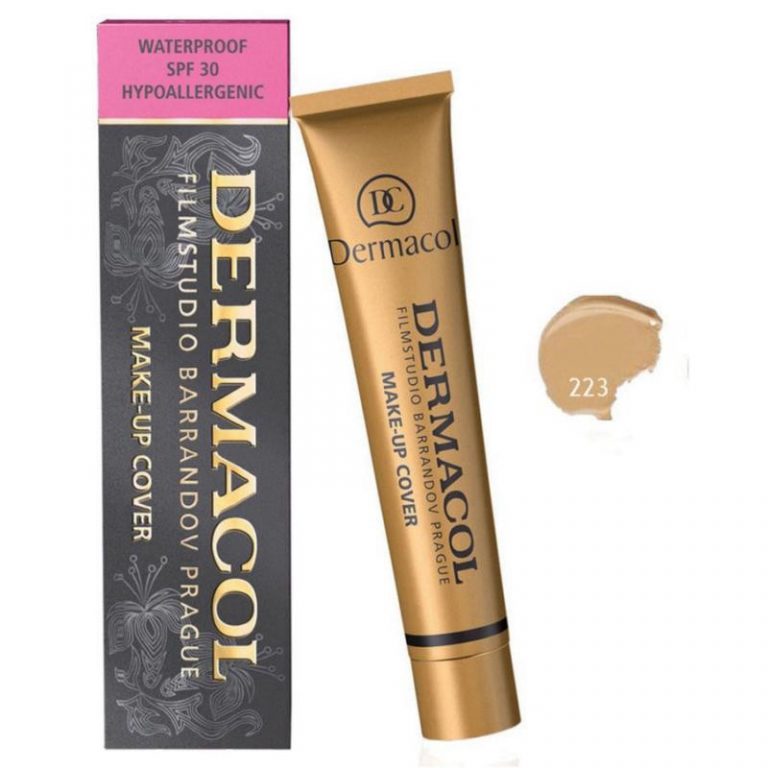 WATERPROOF
SPF 30
HYPOALLERGENIC
DERMACOL
FILMSTUDIO BARRANDOV PRAGUE
MAKE-UP COVER
DC
Dermacol
DERMACOL
FILMSTUDIO BARRANDOV PRAGUE
MAKE-UP COVER
223